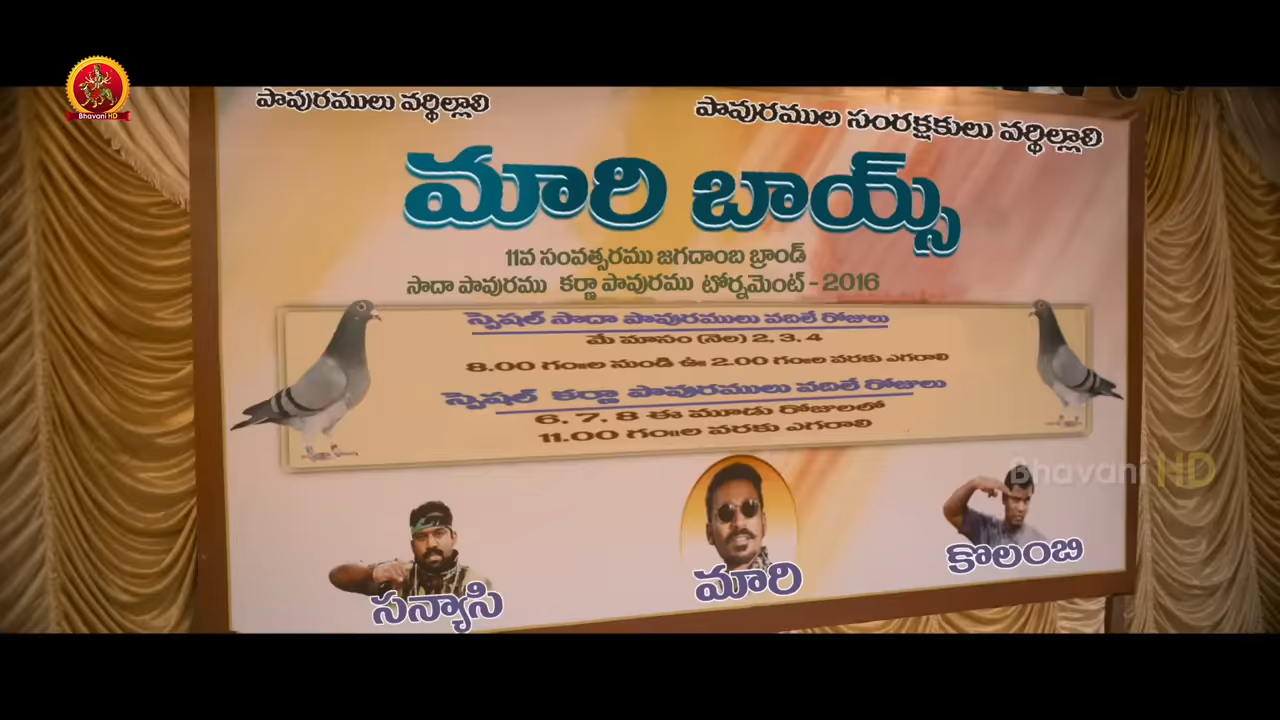 Bhavani HD
పావురములు వర్థిల్లాలి
పావురముల సంరక్షకులు వర్థిల్లాలి
మారి బాయ్స్
11వ సంవత్సరము జగదాంబ బ్రాండ్
సాదా పావురము కర్ణా పావురము టోర్నమెంట్ - 2016
స్పెషల్ సాదా పావురములు వదిలే రోజులు
మే మాసం (నెల) 2, 3, 4
8.00 గం॥ల నుండి ఊ 2.00 గం॥ల వరకు ఎగరాలి
స్పెషల్ కర్ణా పావురములు వదిలే రోజులు
6, 7, 8 ఈ మూడు రోజులలో
11.00 గం॥ల వరకు ఎగరాలి
Bhavani HD
సన్యాసి
మారి
కొలంబి